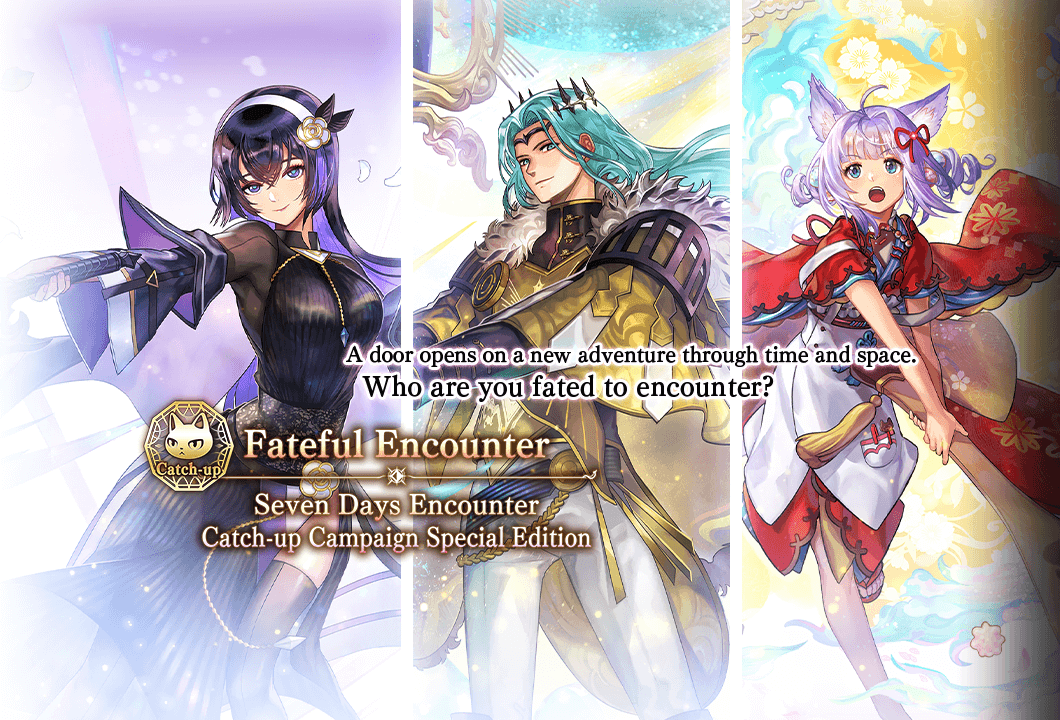 A door opens on a new adventure through time and space.
Who are you fated to encounter?
Catch-up
Fateful Encounter
Seven Days Encounter
Catch-up Campaign Special Edition